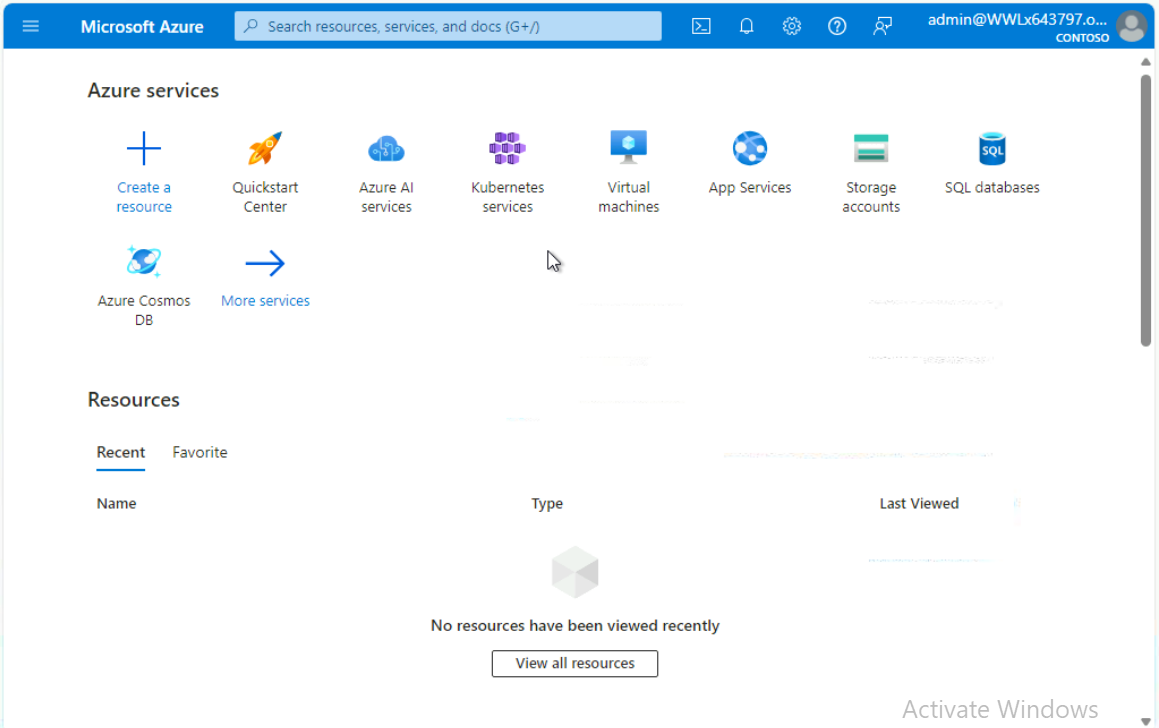 Microsoft Azure
Search resources, services, and docs (G+/)
admin@WWLx643797.o...
CONTOSO
Azure services
Create a
resource
Quickstart
Center
Azure AI
services
Kubernetes
services
Virtual
machines
App Services
Storage
accounts
SQL
SQL databases
Azure Cosmos
DB
More services
Resources
Recent
Favorite
Name
Type
Last Viewed
No resources have been viewed recently
View all resources
Activate Windows